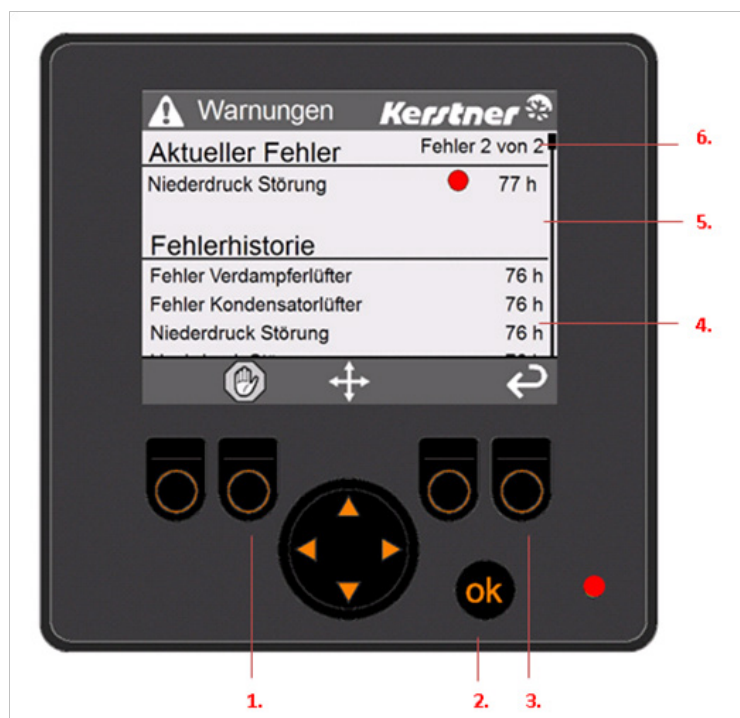 Warnungen Kerstner
Aktueller Fehler Fehler 2 von 2
Niederdruck Störung 77 h
Fehlerhistorie
Fehler Verdampferlüfter 76 h
Fehler Kondensatorlüfter 76 h
Niederdruck Störung 76 h
ok
6.
5.
4.
1. 2. 3.